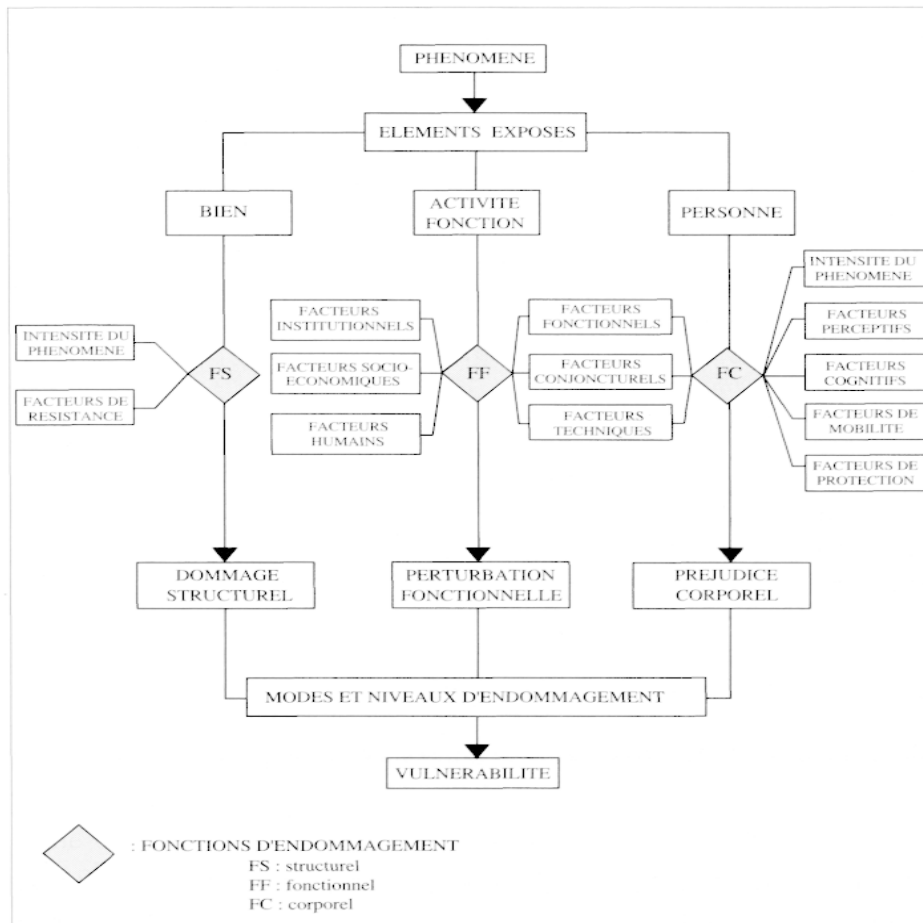 PHENOMENE
ELEMENTS EXPOSES
BIEN
ACTIVITE
FONCTION
PERSONNE
INTENSITE DU
PHENOMENE
FACTEURS DE
RESISTANCE
FS
FACTEURS
INSTITUTIONNELS
FACTEURS SOCIO-
ECONOMIQUES
FACTEURS
HUMAINS
FF
FACTEURS
FONCTIONNELS
FACTEURS
CONJONCTURELS
FACTEURS
TECHNIQUES
FC
INTENSITE DU
PHENOMENE
FACTEURS
PERCEPTIFS
FACTEURS
COGNITIFS
FACTEURS DE
MOBILITE
FACTEURS DE
PROTECTION
DOMMAGE
STRUCTUREL
PERTURBATION
FONCTIONNELLE
PREJUDICE
CORPOREL
MODES ET NIVEAUX D'ENDOMMAGEMENT
VULNERABILITE
: FONCTIONS D'ENDOMMAGEMENT
FS : structurel
FF : fonctionnel
FC : corporel